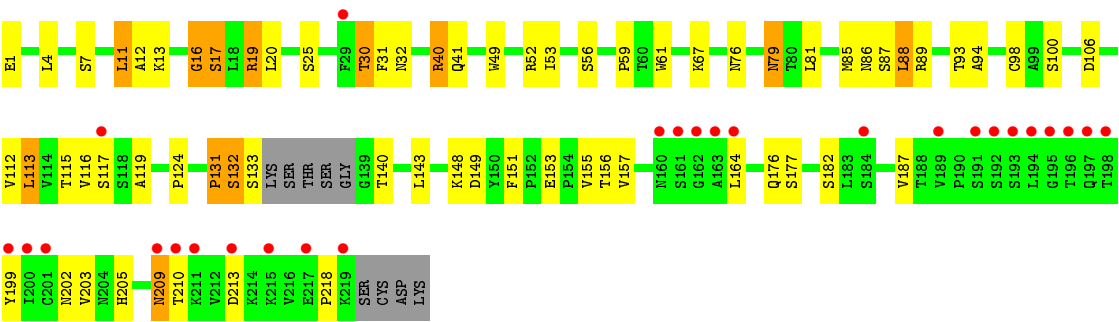 E1 L4 S7 L11 A12 K13 G16 S17 L18 R19 L20 S25 F29 T30 F31 N32 R40 Q41 W49 R52 I53 S56 P59 T60 W61 K67 N76 N79 T80 L81 M85 N86 S87 L88 R89 T93 A94 C98 A99 S100 D106
V112 L113 V114 T115 V116 S117 S118 A119 P124 P131 S132 S133 LYS SER THR SER GLY G139 T140 L143 K148 D149 Y150 F151 P152 E153 P154 V155 T156 V157 N160 S161 G162 A163 L164 Q176 S177 S182 L183 S184 V187 T188 V189 P190 S191 S192 S193 L194 G195 T196 Q197 T198
Y199 I200 C201 N202 V203 N204 H205 N209 T210 K211 V212 D213 K214 K215 V216 E217 P218 K219 SER CYS ASP LYS